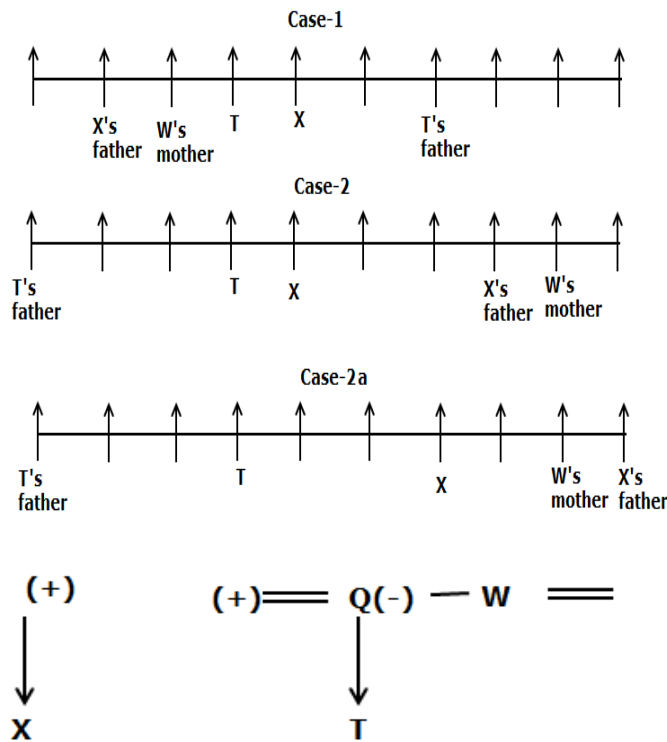 Case-1
X's father
W's mother
T
X
T's father
Case-2
T's father
T
X
X's father
W's mother
Case-2a
T's father
T
X
W's mother
X's father
(+)
(+) Q(-) — W
X
T